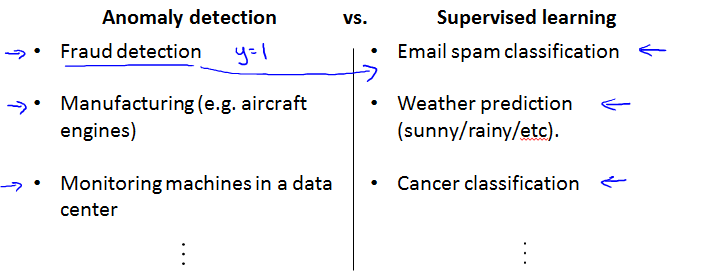 Anomaly detection vs. Supervised learning
• Fraud detection y=1
• Manufacturing (e.g. aircraft
engines)
• Monitoring machines in a data
center
⋮
• Email spam classification
• Weather prediction
(sunny/rainy/etc).
• Cancer classification
⋮